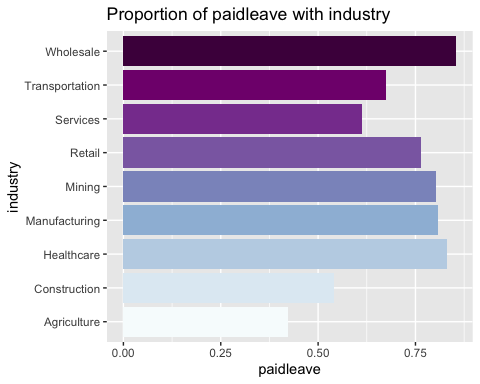 Proportion of paidleave with industry
industry
Wholesale
Transportation
Services
Retail
Mining
Manufacturing
Healthcare
Construction
Agriculture
0.00 0.25 0.50 0.75
paidleave